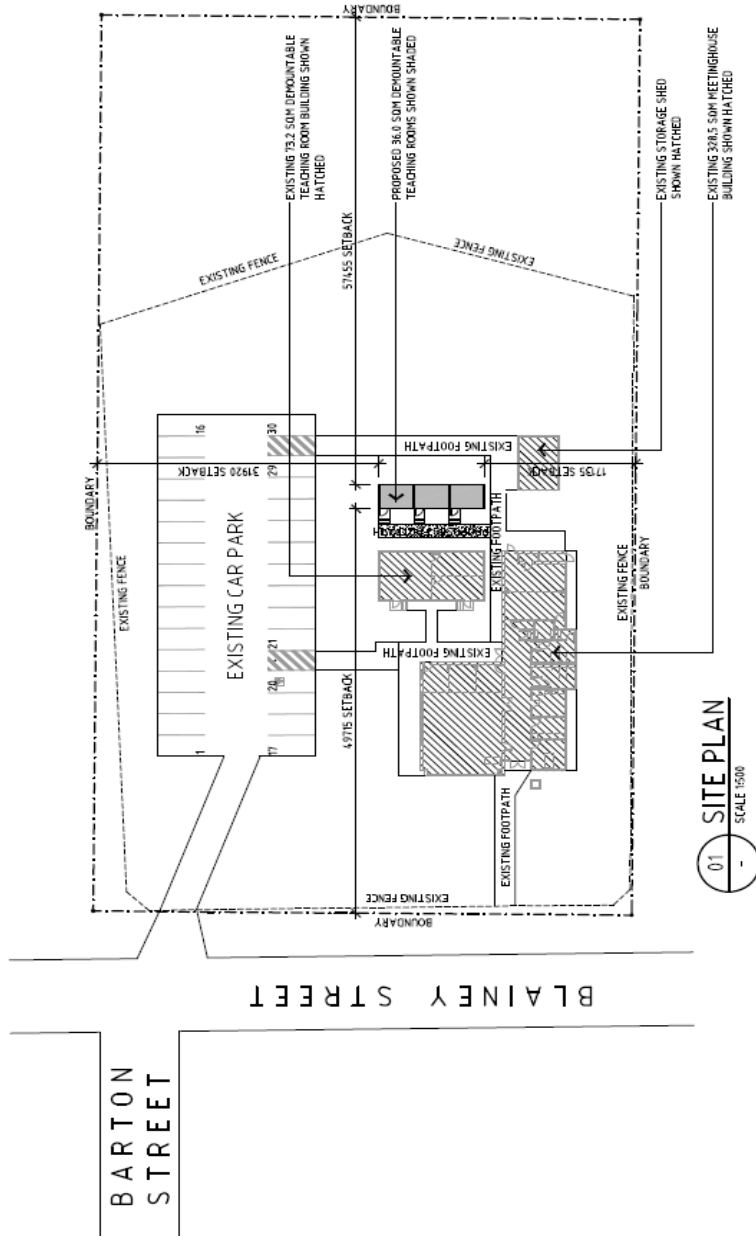 BOUNDARY
EXISTING 73.2 SQM DEMOUNTABLE
TEACHING ROOM BUILDING SHOWN
HATCHED
PROPOSED 36.0 SQM DEMOUNTABLE
TEACHING ROOMS SHOWN SHADED
EXISTING STORAGE SHED
SHOWN HATCHED
EXISTING 328.5 SQM MEETINGHOUSE
BUILDING SHOWN HATCHED
EXISTING FENCE
57455 SETBACK
EXISTING FENCE
16
30
EXISTING FOOTPATH
BOUNDARY
31920 SETBACK
29
17135 SETBACK
EXISTING FENCE
EXISTING CAR PARK
EXISTING FOOTPATH
EXISTING FENCE
BOUNDARY
21
20
EXISTING FOOTPATH
49715 SETBACK
1
17
EXISTING FOOTPATH
EXISTING FENCE
BOUNDARY
01
-
SITE PLAN
SCALE 1:500
BLAINEY STREET
BARTON
STREET